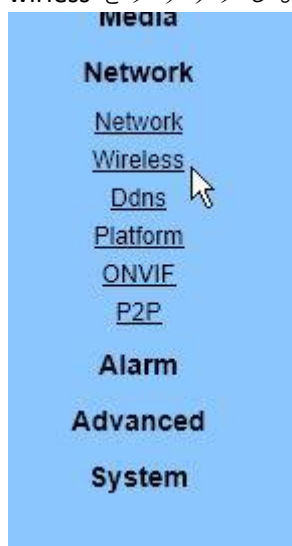 Media
Network
Network
Wireless
Ddns
Platform
ONVIF
P2P
Alarm
Advanced
System